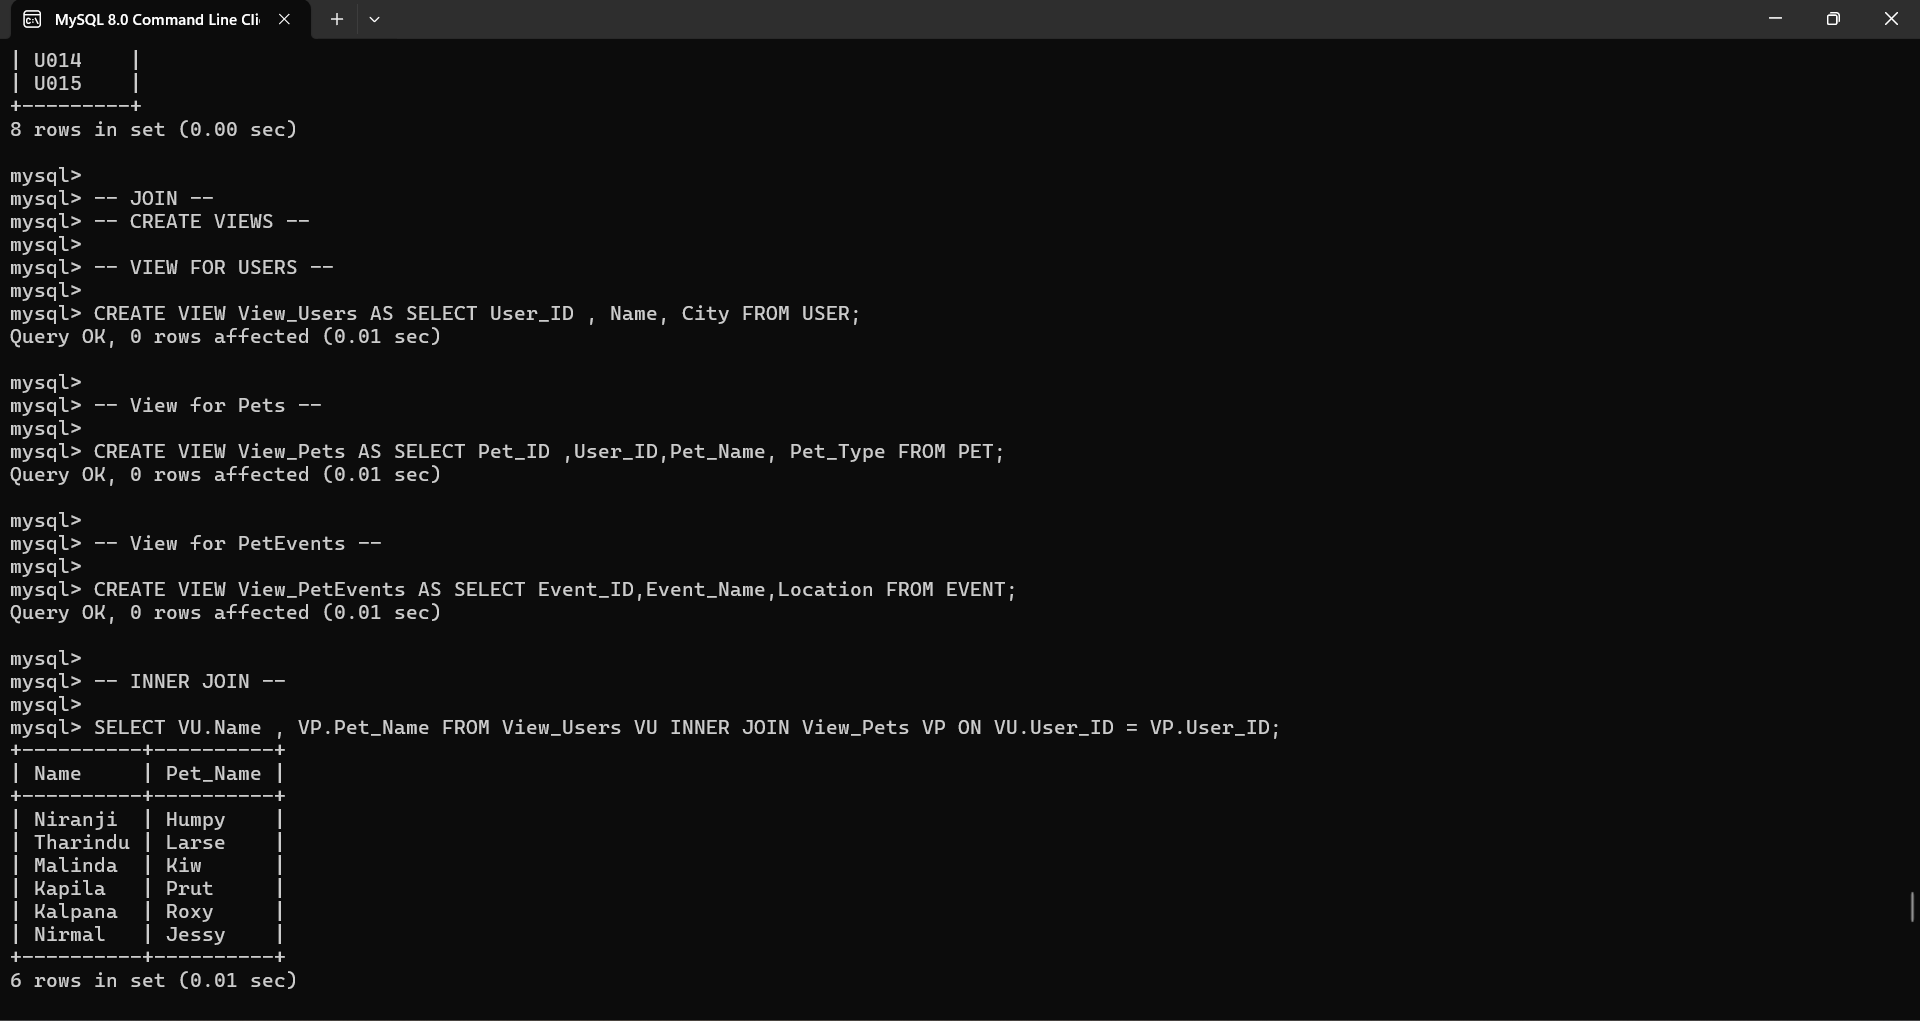 MySQL 8.0 Command Line Cli
| U014    |
| U015    |
+---------+
8 rows in set (0.00 sec)
mysql>
mysql> -- JOIN --
mysql> -- CREATE VIEWS --
mysql>
mysql> -- VIEW FOR USERS --
mysql>
mysql> CREATE VIEW View_Users AS SELECT User_ID , Name, City FROM USER;
Query OK, 0 rows affected (0.01 sec)
mysql>
mysql> -- View for Pets --
mysql>
mysql> CREATE VIEW View_Pets AS SELECT Pet_ID ,User_ID,Pet_Name, Pet_Type FROM PET;
Query OK, 0 rows affected (0.01 sec)
mysql>
mysql> -- View for PetEvents --
mysql>
mysql> CREATE VIEW View_PetEvents AS SELECT Event_ID,Event_Name,Location FROM EVENT;
Query OK, 0 rows affected (0.01 sec)
mysql>
mysql> -- INNER JOIN --
mysql>
mysql> SELECT VU.Name , VP.Pet_Name FROM View_Users VU INNER JOIN View_Pets VP ON VU.User_ID = VP.User_ID;
+----------+----------+
| Name     | Pet_Name |
+----------+----------+
| Niranji  | Humpy    |
| Tharindu | Larse    |
| Malinda  | Kiw      |
| Kapila   | Prut     |
| Kalpana  | Roxy     |
| Nirmal   | Jessy    |
+----------+----------+
6 rows in set (0.01 sec)